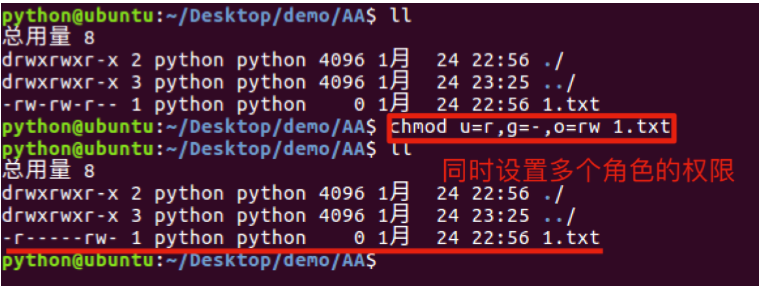 python@ubuntu:~/Desktop/demo/AA$ ll
总用量 8
drwxrwxr-x 2 python python 4096 1月  24 22:56 ./
drwxrwxr-x 3 python python 4096 1月  24 23:25 ../
-rw-rw-r-- 1 python python    0 1月  24 22:56 1.txt
python@ubuntu:~/Desktop/demo/AA$ chmod u=r,g=-,o=rw 1.txt
python@ubuntu:~/Desktop/demo/AA$ ll
总用量 8
同时设置多个角色的权限
drwxrwxr-x 2 python python 4096 1月  24 22:56 ./
drwxrwxr-x 3 python python 4096 1月  24 23:25 ../
-r-----rw- 1 python python    0 1月  24 22:56 1.txt
python@ubuntu:~/Desktop/demo/AA$